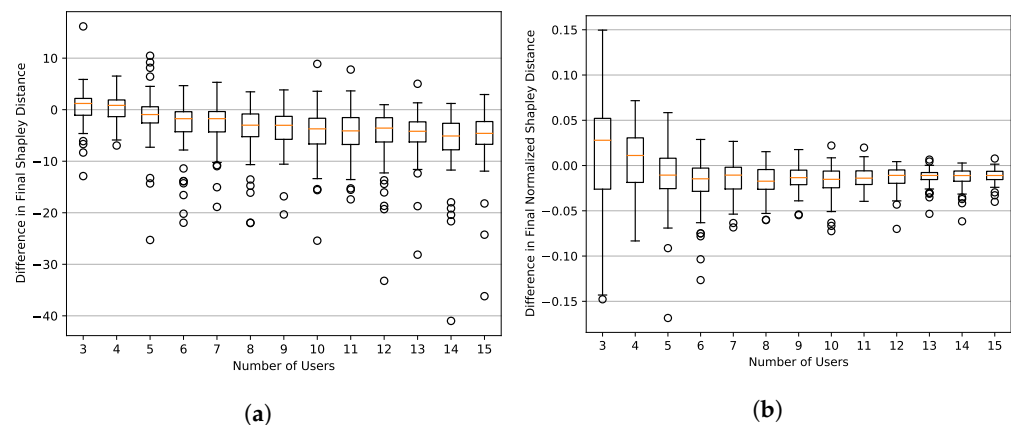 Difference in Final Shapley Distance
10
0
−10
−20
−30
−40
3 4 5 6 7 8 9 10 11 12 13 14 15
Number of Users
(a)
Difference in Final Normalized Shapley Distance
0.15
0.10
0.05
0.00
−0.05
−0.10
−0.15
3 4 5 6 7 8 9 10 11 12 13 14 15
Number of Users
(b)